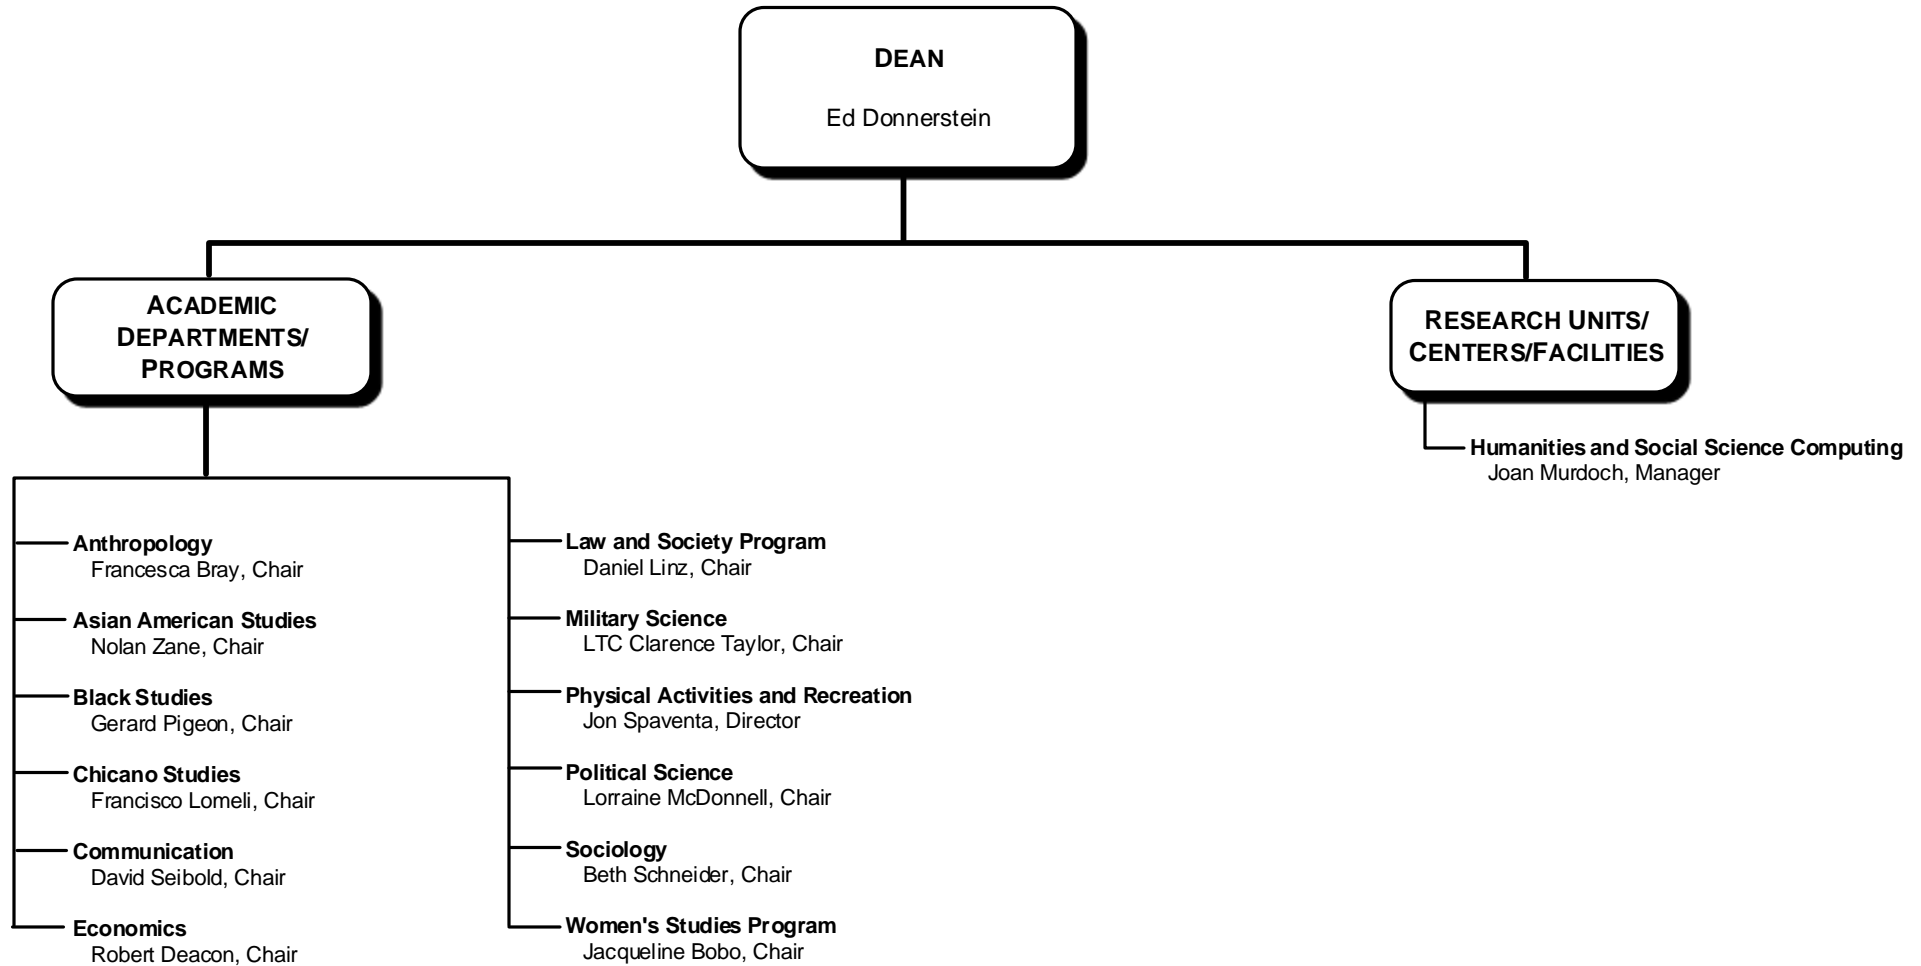 DEAN
Ed Donnerstein
ACADEMIC
DEPARTMENTS/
PROGRAMS
RESEARCH UNITS/
CENTERS/FACILITIES
Humanities and Social Science Computing
Joan Murdoch, Manager
Anthropology
Francesca Bray, Chair
Asian American Studies
Nolan Zane, Chair
Black Studies
Gerard Pigeon, Chair
Chicano Studies
Francisco Lomeli, Chair
Communication
David Seibold, Chair
Economics
Robert Deacon, Chair
Law and Society Program
Daniel Linz, Chair
Military Science
LTC Clarence Taylor, Chair
Physical Activities and Recreation
Jon Spaventa, Director
Political Science
Lorraine McDonnell, Chair
Sociology
Beth Schneider, Chair
Women's Studies Program
Jacqueline Bobo, Chair